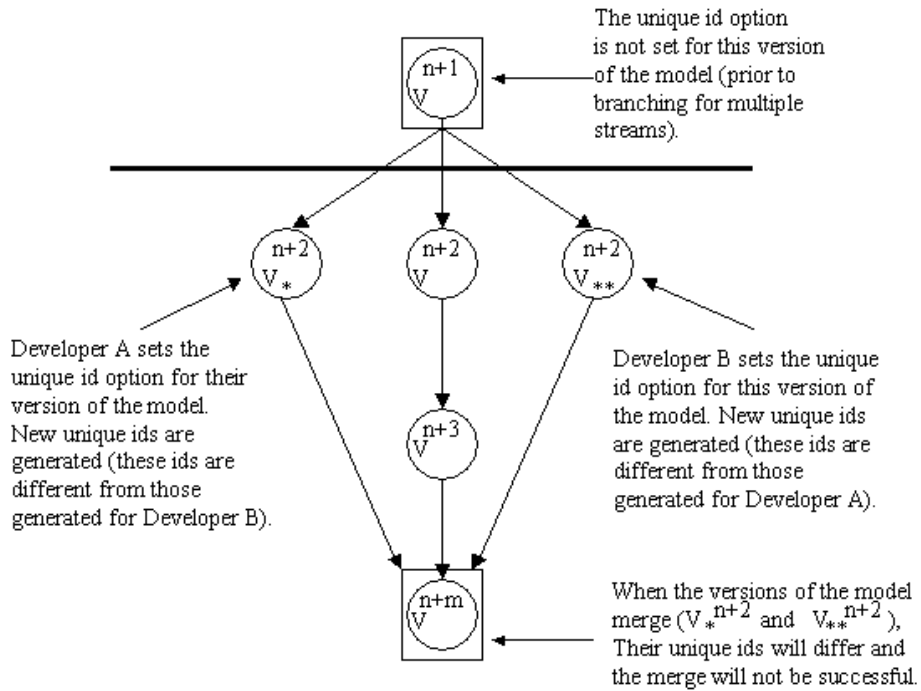 The unique id option
is not set for this version
of the model (prior to
branching for multiple
streams).
n+1
V
n+2
V*
n+2
V
n+2
V**
Developer A sets the
unique id option for their
version of the model.
New unique ids are
generated (these ids are
different from those
generated for Developer B).
Developer B sets the unique
id option for this version of
the model. New unique ids
are generated (these ids are
different from those
generated for Developer A).
n+3
V
n+m
V
When the versions of the model
merge (V*n+2 and V**n+2),
Their unique ids will differ and
the merge will not be successful.